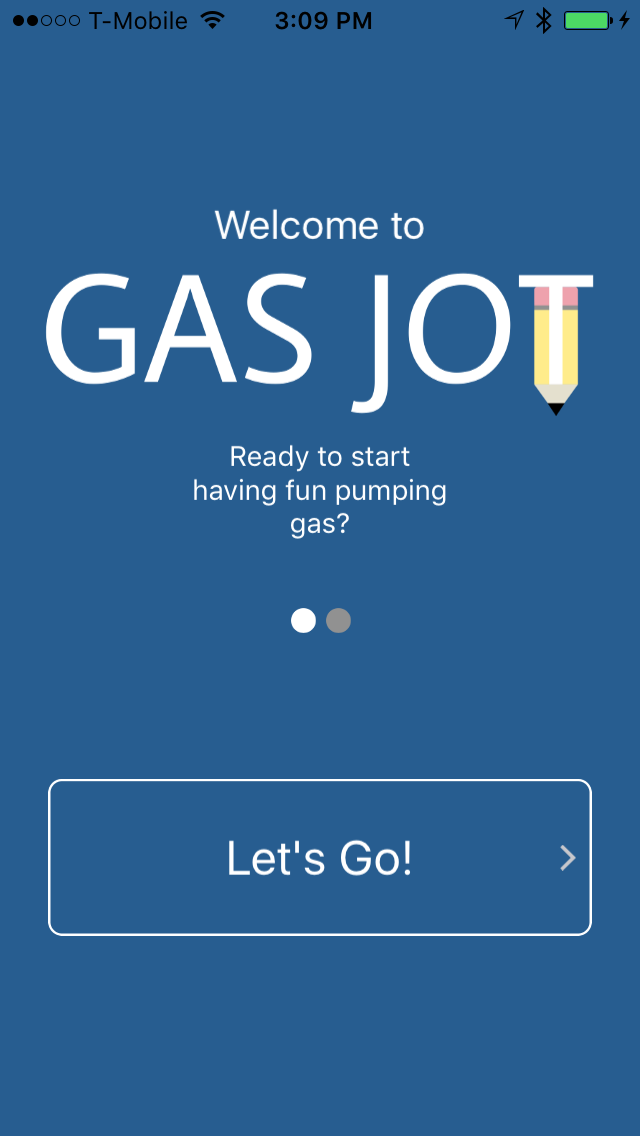 T-Mobile 3:09 PM
Welcome to
GAS JOT
Ready to start
having fun pumping
gas?
Let's Go!